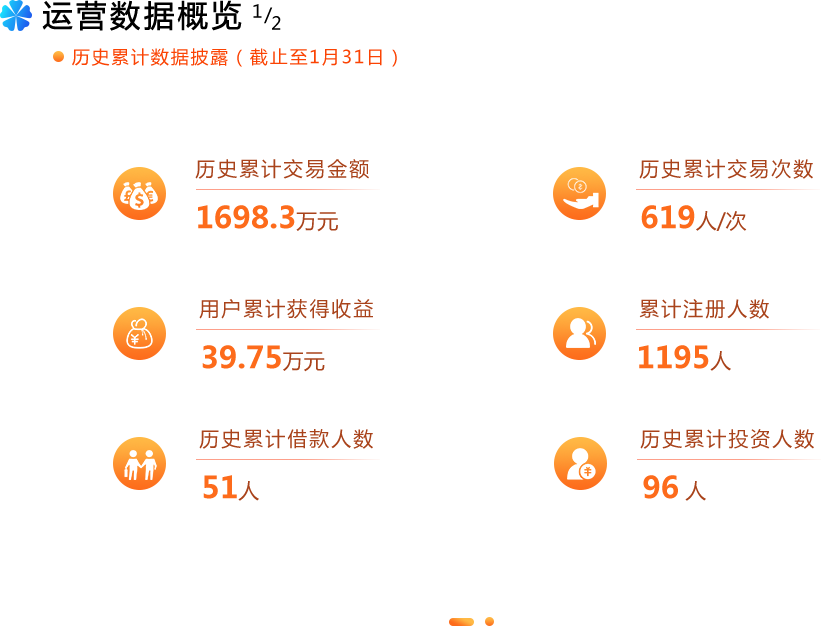 运营数据概览 1/2
历史累计数据披露（截止至1月31日）
历史累计交易金额
1698.3万元
历史累计交易次数
619人/次
用户累计获得收益
39.75万元
累计注册人数
1195人
历史累计借款人数
51人
历史累计投资人数
96 人